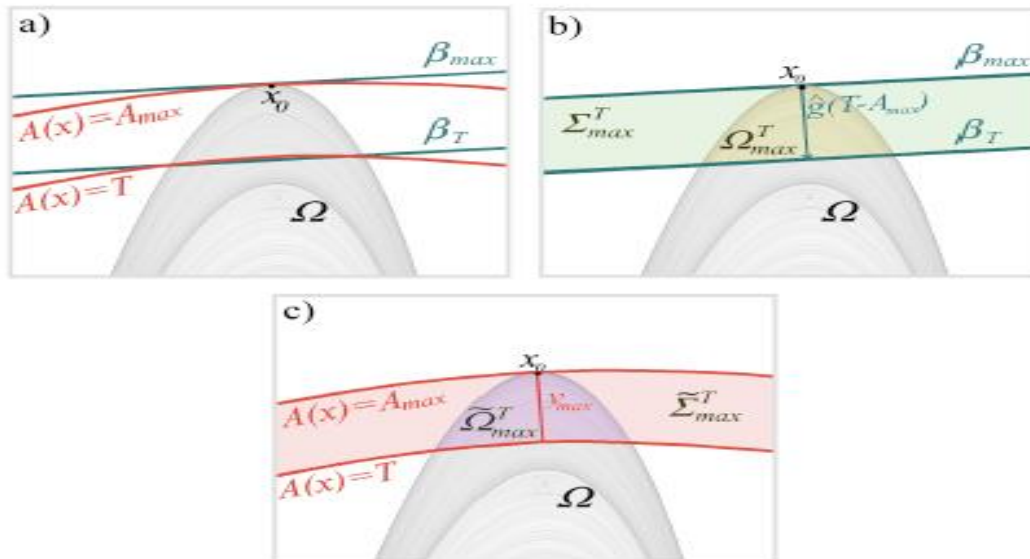 a)
β_max
x_0
A(x)=A_max
β_T
A(x)=T
Ω
b)
x_0
β_max
ĝ(T-A_max)
Σ^T_max
Ω^T_max
β_T
Ω
c)
x_0
A(x)=A_max
y_max
Ω̃^T_max
Σ̃^T_max
A(x)=T
Ω